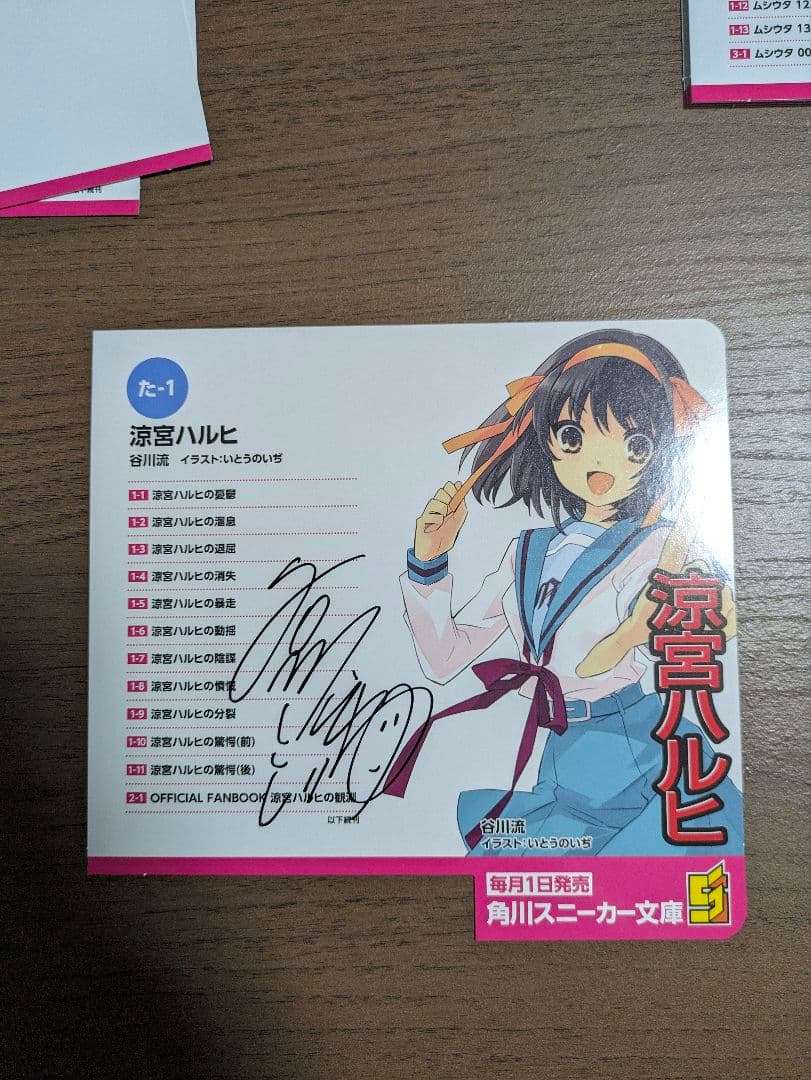 1-12 ムシウタ 12
1-13 ムシウタ 13
3-1 ムシウタ 00
た-1
涼宮ハルヒ
谷川流 イラスト:いとうのいぢ
1-1 涼宮ハルヒの憂鬱
1-2 涼宮ハルヒの溜息
1-3 涼宮ハルヒの退屈
1-4 涼宮ハルヒの消失
1-5 涼宮ハルヒの暴走
1-6 涼宮ハルヒの動揺
1-7 涼宮ハルヒの陰謀
1-8 涼宮ハルヒの憤慨
1-9 涼宮ハルヒの分裂
1-10 涼宮ハルヒの驚愕(前)
1-11 涼宮ハルヒの驚愕(後)
2-1 OFFICIAL FANBOOK 涼宮ハルヒの観測
以下続刊
涼宮ハルヒ
谷川流
イラスト:いとうのいぢ
毎月1日発売
角川スニーカー文庫